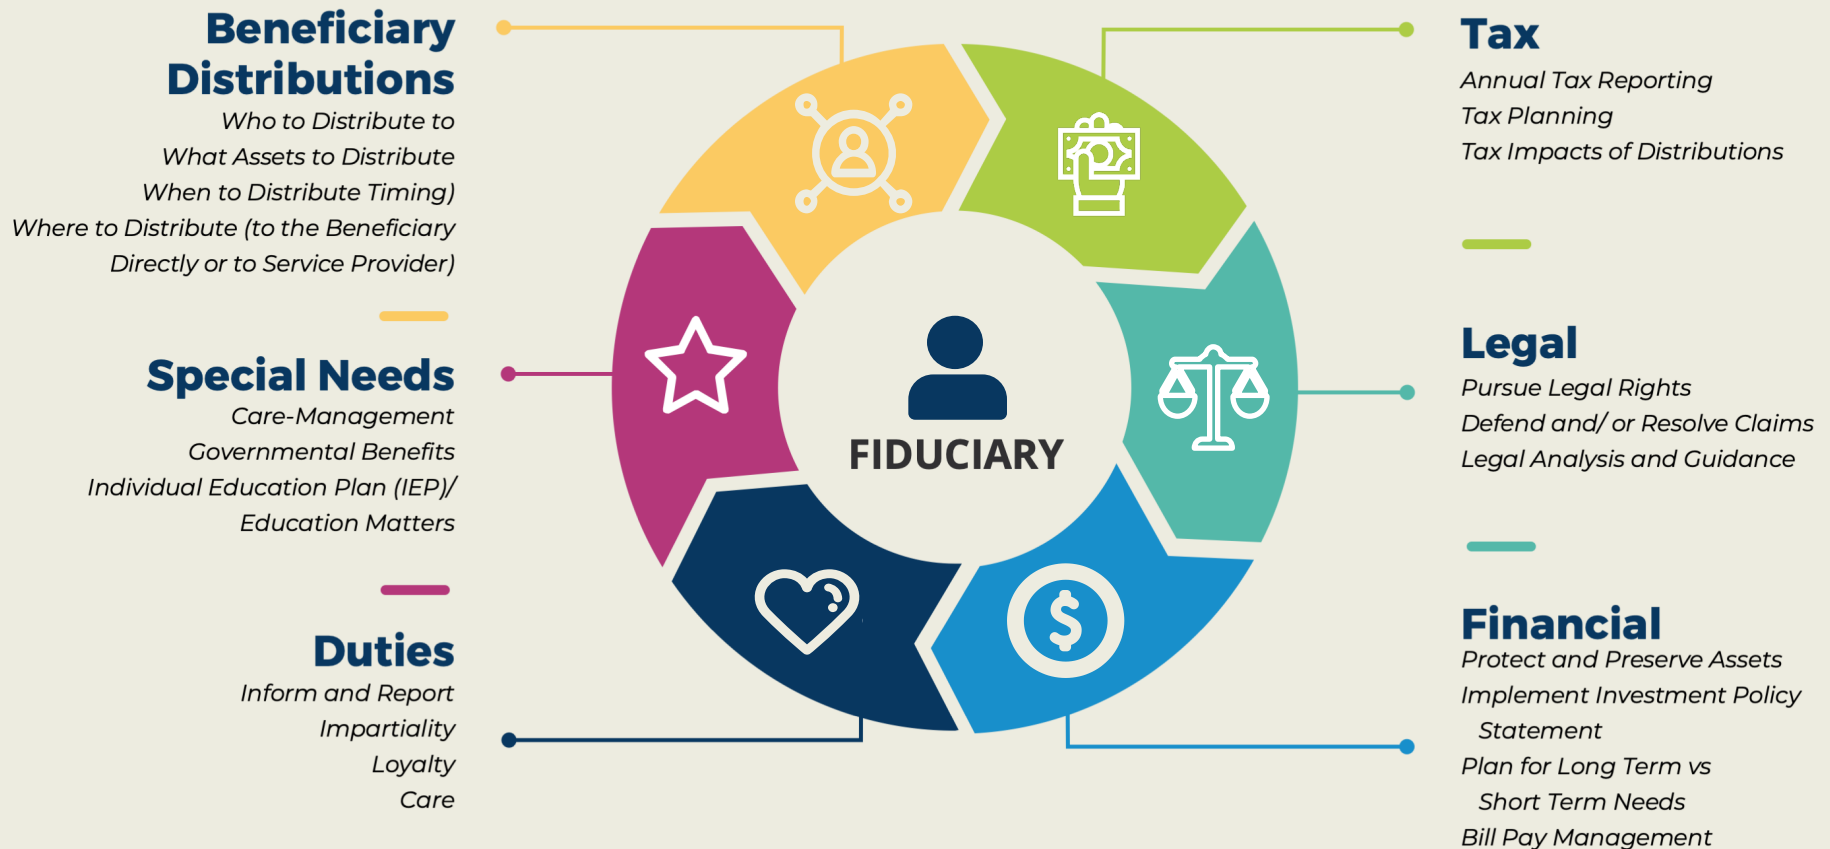 Beneficiary
Distributions
Who to Distribute to
What Assets to Distribute
When to Distribute Timing)
Where to Distribute (to the Beneficiary
Directly or to Service Provider)
Special Needs
Care-Management
Governmental Benefits
Individual Education Plan (IEP)/
Education Matters
Duties
Inform and Report
Impartiality
Loyalty
Care
$
FIDUCIARY
Tax
Annual Tax Reporting
Tax Planning
Tax Impacts of Distributions
Legal
Pursue Legal Rights
Defend and/ or Resolve Claims
Legal Analysis and Guidance
Financial
Protect and Preserve Assets
Implement Investment Policy
Statement
Plan for Long Term vs
Short Term Needs
Bill Pay Management